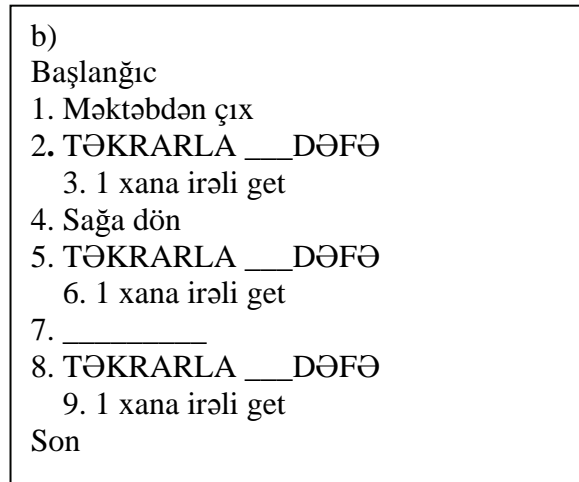 b)
Başlanğıc
1. Məktəbdən çıx
2. TƏKRARLA ___DƏFƏ
3. 1 xana irəli get
4. Sağa dön
5. TƏKRARLA ___DƏFƏ
6. 1 xana irəli get
7. _________
8. TƏKRARLA ___DƏFƏ
9. 1 xana irəli get
Son